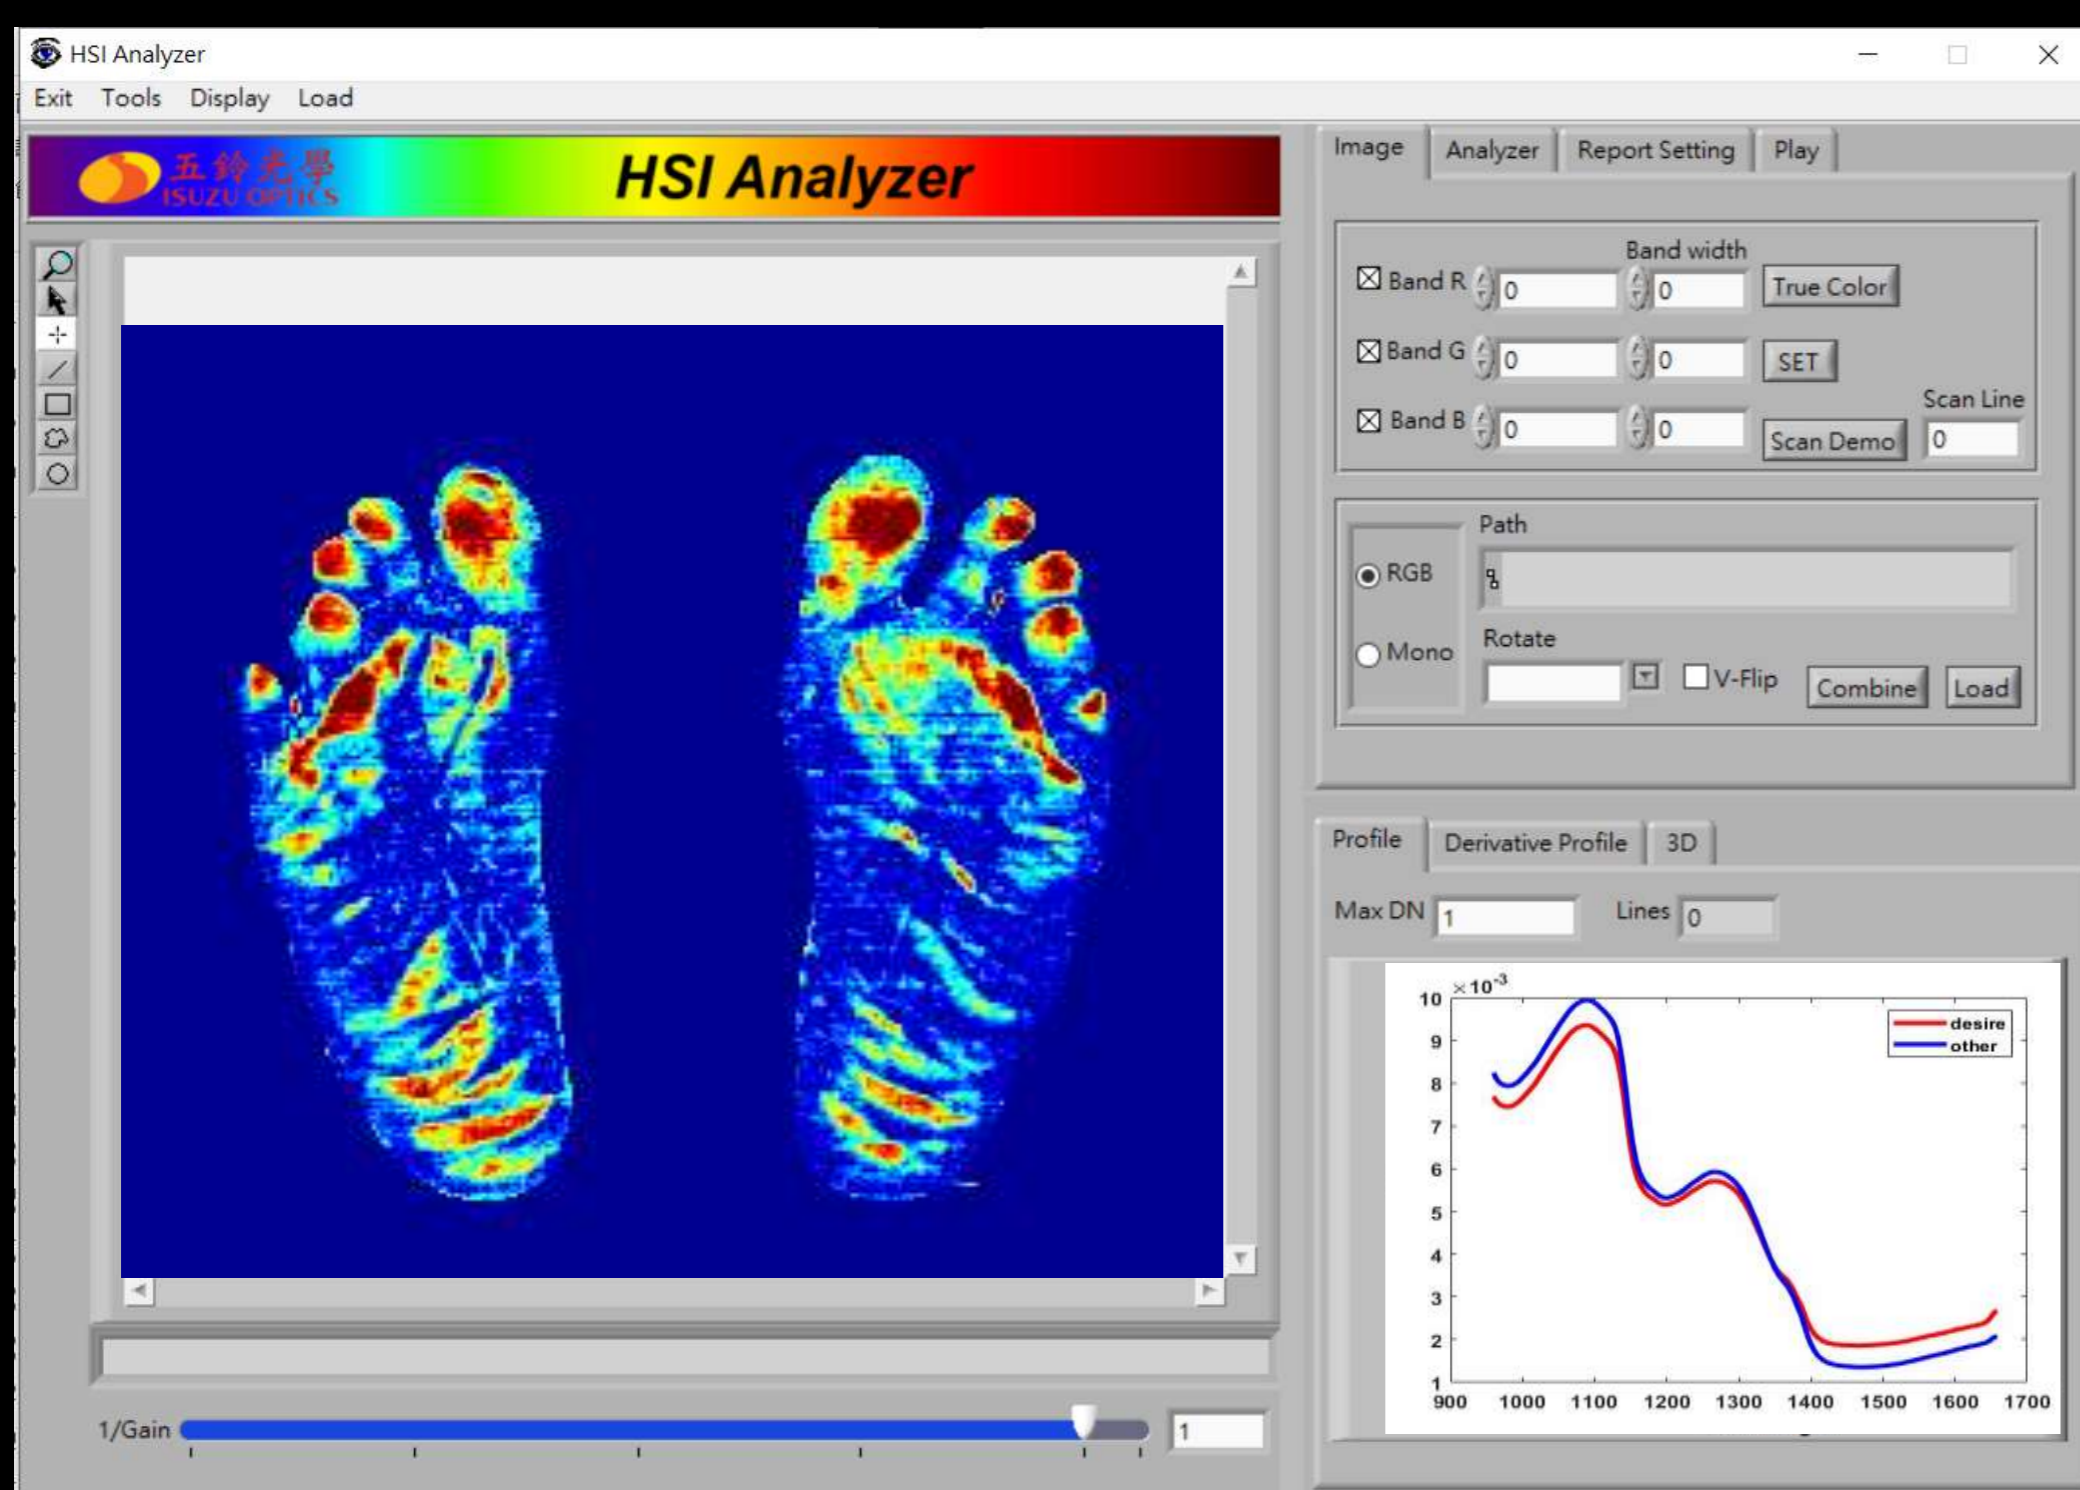 HSI Analyzer
Exit Tools Display Load
五鈴光學
ISUZU OPTICS
HSI Analyzer
Image Analyzer Report Setting Play
Band width
Band R 0 0 True Color
Band G 0 0 SET
Scan Line
Band B 0 0 Scan Demo 0
Path
RGB
Rotate
Mono V-Flip Combine Load
Profile Derivative Profile 3D
Max DN 1 Lines 0
×10-3
10
9
8
7
6
5
4
3
2
1
desire
other
900 1000 1100 1200 1300 1400 1500 1600 1700
1/Gain 1